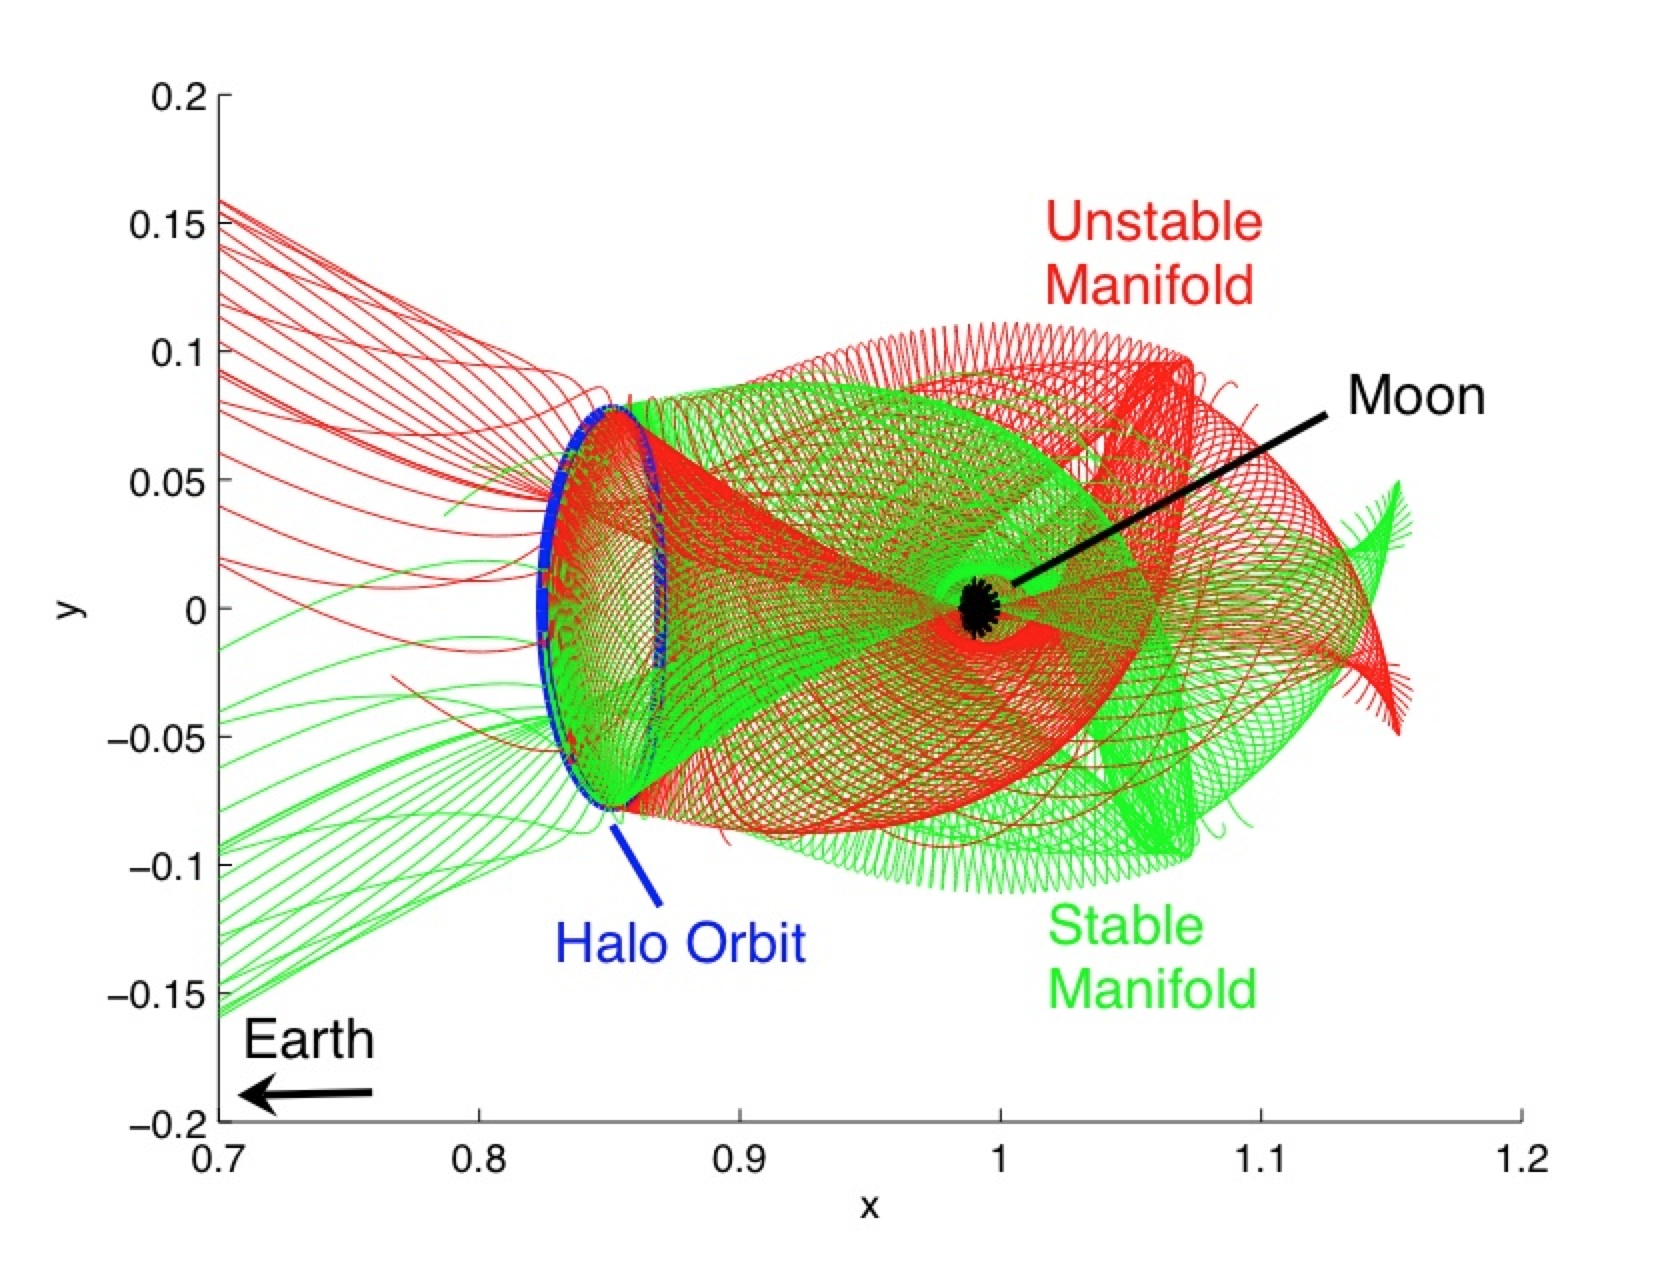 0.2
0.15
0.1
0.05
0
−0.05
−0.1
−0.15
−0.2
y
Unstable
Manifold
Moon
Halo Orbit
Stable
Manifold
Earth
0.7 0.8 0.9 1 1.1 1.2
x